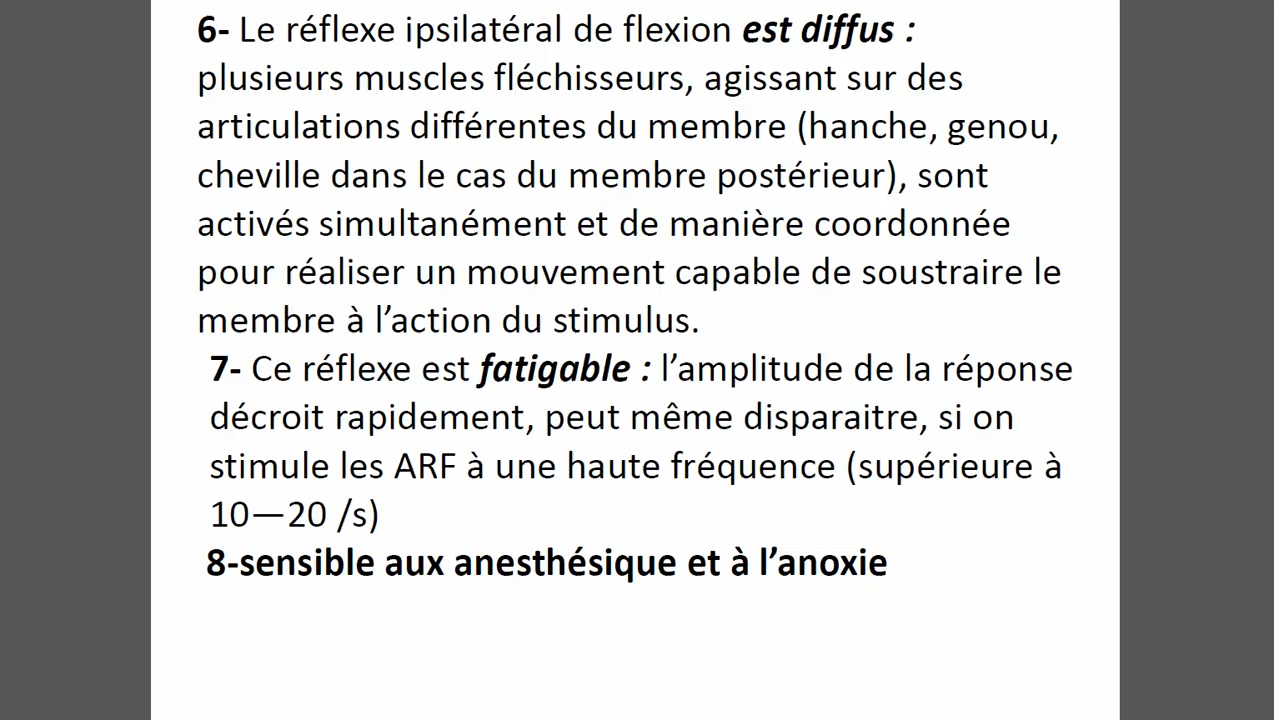 6- Le réflexe ipsilatéral de flexion est diffus :
plusieurs muscles fléchisseurs, agissant sur des
articulations différentes du membre (hanche, genou,
cheville dans le cas du membre postérieur), sont
activés simultanément et de manière coordonnée
pour réaliser un mouvement capable de soustraire le
membre à l’action du stimulus.
7- Ce réflexe est fatigable : l’amplitude de la réponse
décroit rapidement, peut même disparaitre, si on
stimule les ARF à une haute fréquence (supérieure à
10—20 /s)
8-sensible aux anesthésique et à l’anoxie